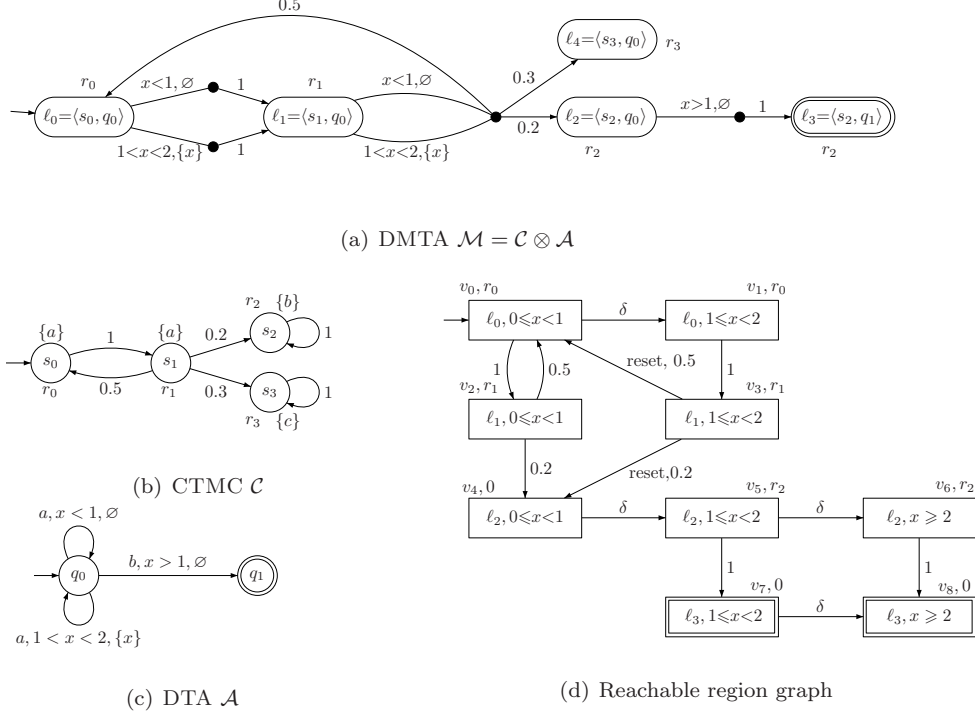 0.5
ℓ4=⟨s3, q0⟩
r3
r0
x<1, ∅
1
r1
x<1, ∅
0.3
ℓ0=⟨s0, q0⟩
ℓ1=⟨s1, q0⟩
0.2
ℓ2=⟨s2, q0⟩
x>1, ∅
1
ℓ3=⟨s2, q1⟩
1<x<2, {x}
1
1<x<2, {x}
r2
r2
(a) DMTA ℳ = 𝒞 ⊗ 𝒜
{a}
s0
r0
1
0.5
{a}
s1
r1
0.2
0.3
r2
{b}
s2
1
r3
s3
{c}
1
(b) CTMC 𝒞
a, x < 1, ∅
q0
b, x > 1, ∅
q1
a, 1 < x < 2, {x}
(c) DTA 𝒜
v0, r0
ℓ0, 0⩽x<1
δ
v1, r0
ℓ0, 1⩽x<2
1
0.5
reset, 0.5
1
v2, r1
ℓ1, 0⩽x<1
v3, r1
ℓ1, 1⩽x<2
0.2
reset,0.2
v4, 0
ℓ2, 0⩽x<1
δ
v5, r2
ℓ2, 1⩽x<2
δ
v6, r2
ℓ2, x ⩾ 2
1
1
v7, 0
ℓ3, 1⩽x<2
δ
v8, 0
ℓ3, x ⩾ 2
(d) Reachable region graph